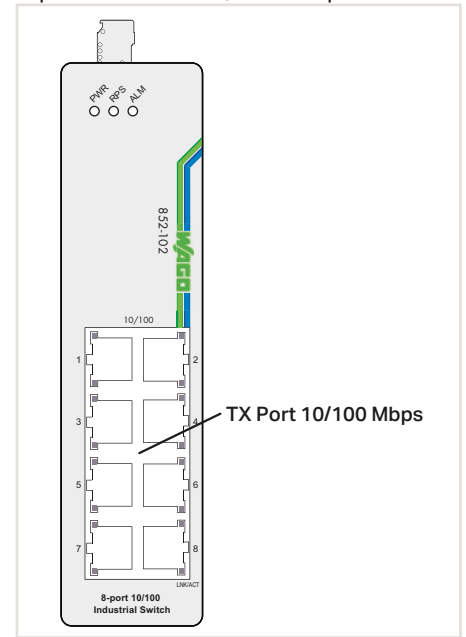 PWR RPS ALM
852-102
WAGO
10/100
1 2
3 4
TX Port 10/100 Mbps
5 6
7 8
LNK/ACT
8-port 10/100
Industrial Switch